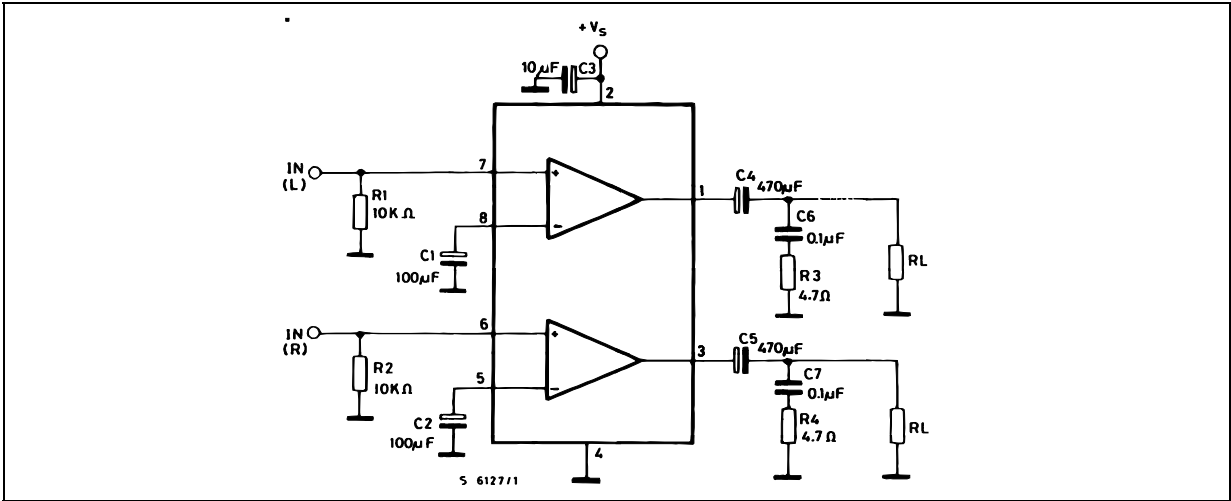 +Vs
10µF C3
2
IN
(L)
7
R1
10KΩ
8
C1
100µF
1
C4
470µF
C6
0.1µF
R3
4.7Ω
RL
IN
(R)
6
R2
10KΩ
5
C2
100µF
3
C5
470µF
C7
0.1µF
R4
4.7Ω
RL
4
S 6127/1
+
-
+
-